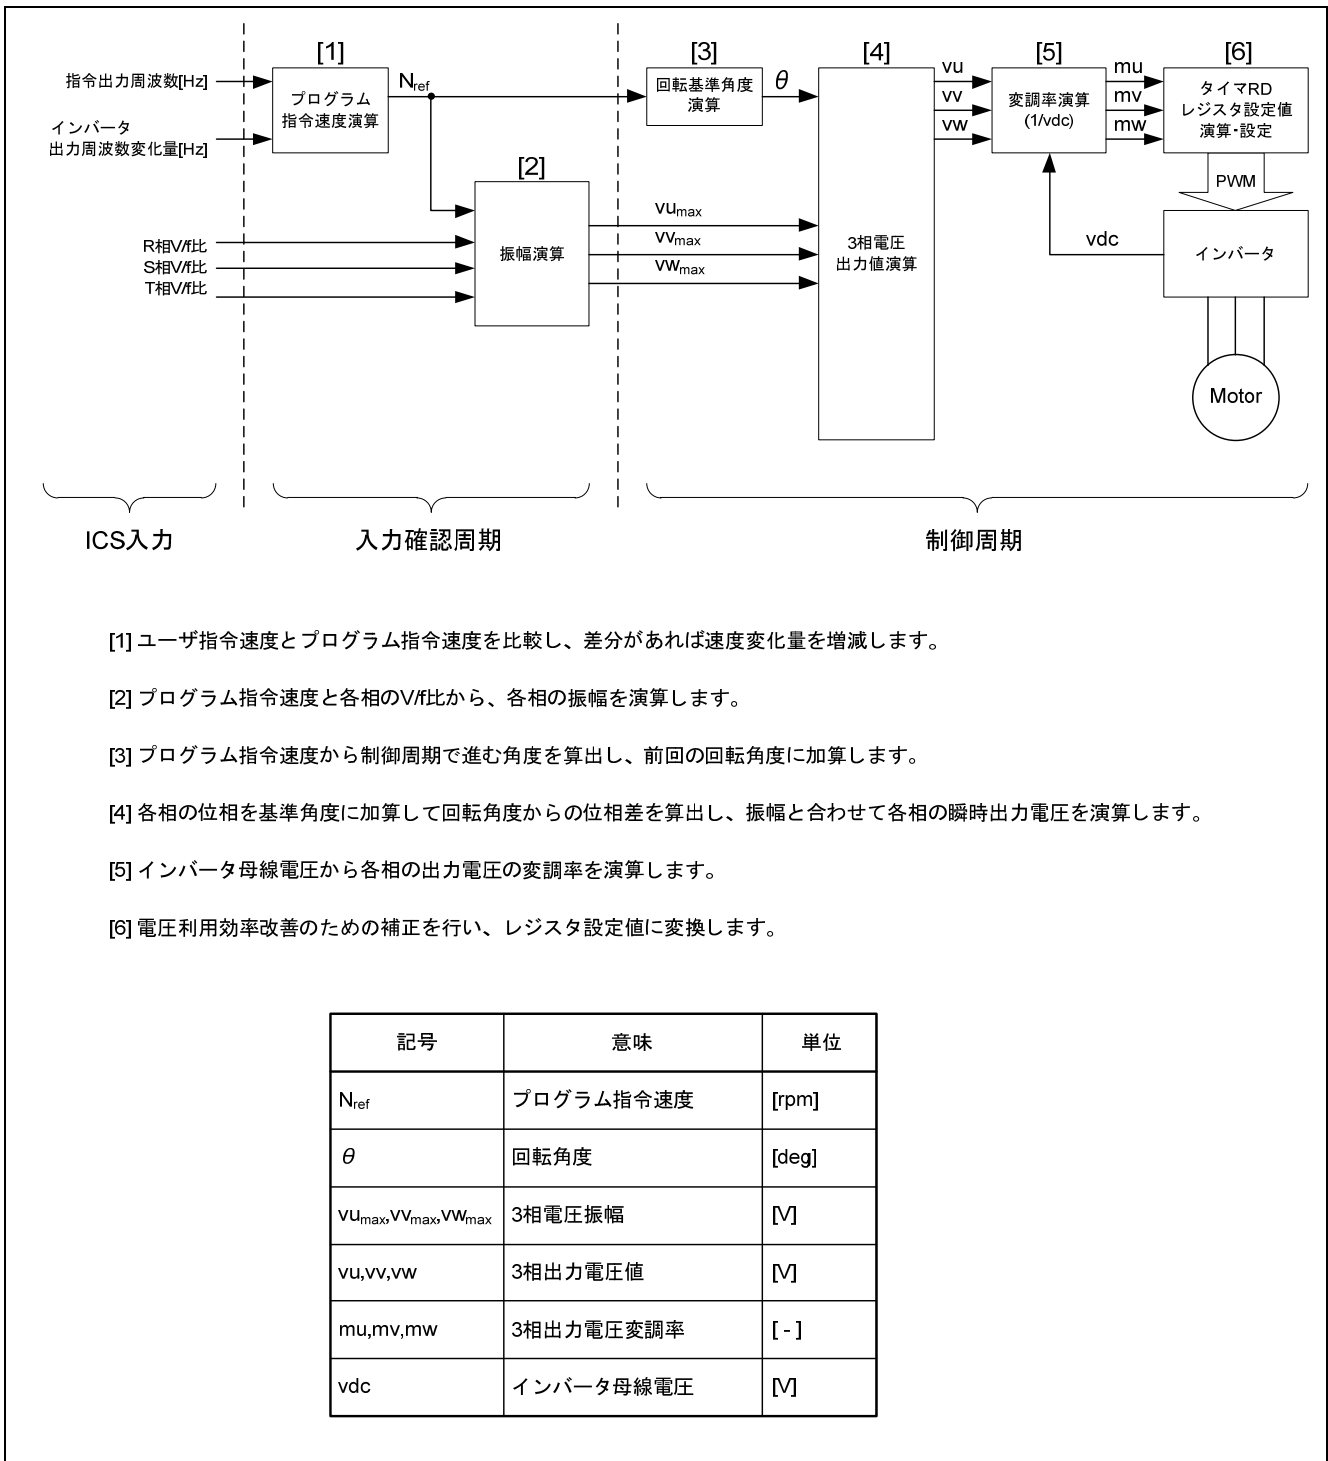 [1]
[3]
[4]
[5]
[6]
指令出力周波数[Hz]
インバータ
出力周波数変化量[Hz]
プログラム
指令速度演算
Nref
回転基準角度
演算
θ
vu
vv
vw
変調率演算
(1/vdc)
mu
mv
mw
タイマRD
レジスタ設定値
演算・設定
PWM
[2]
R相V/f比
S相V/f比
T相V/f比
振幅演算
vumax
vvmax
vwmax
3相電圧
出力値演算
vdc
インバータ
Motor
ICS入力
入力確認周期
制御周期
[1] ユーザ指令速度とプログラム指令速度を比較し、差分があれば速度変化量を増減します。
[2] プログラム指令速度と各相のV/f比から、各相の振幅を演算します。
[3] プログラム指令速度から制御周期で進む角度を算出し、前回の回転角度に加算します。
[4] 各相の位相を基準角度に加算して回転角度からの位相差を算出し、振幅と合わせて各相の瞬時出力電圧を演算します。
[5] インバータ母線電圧から各相の出力電圧の変調率を演算します。
[6] 電圧利用効率改善のための補正を行い、レジスタ設定値に変換します。
記号 意味 単位
Nref プログラム指令速度 [rpm]
θ 回転角度 [deg]
vumax,vvmax,vwmax 3相電圧振幅 [V]
vu,vv,vw 3相出力電圧値 [V]
mu,mv,mw 3相出力電圧変調率 [ - ]
vdc インバータ母線電圧 [V]